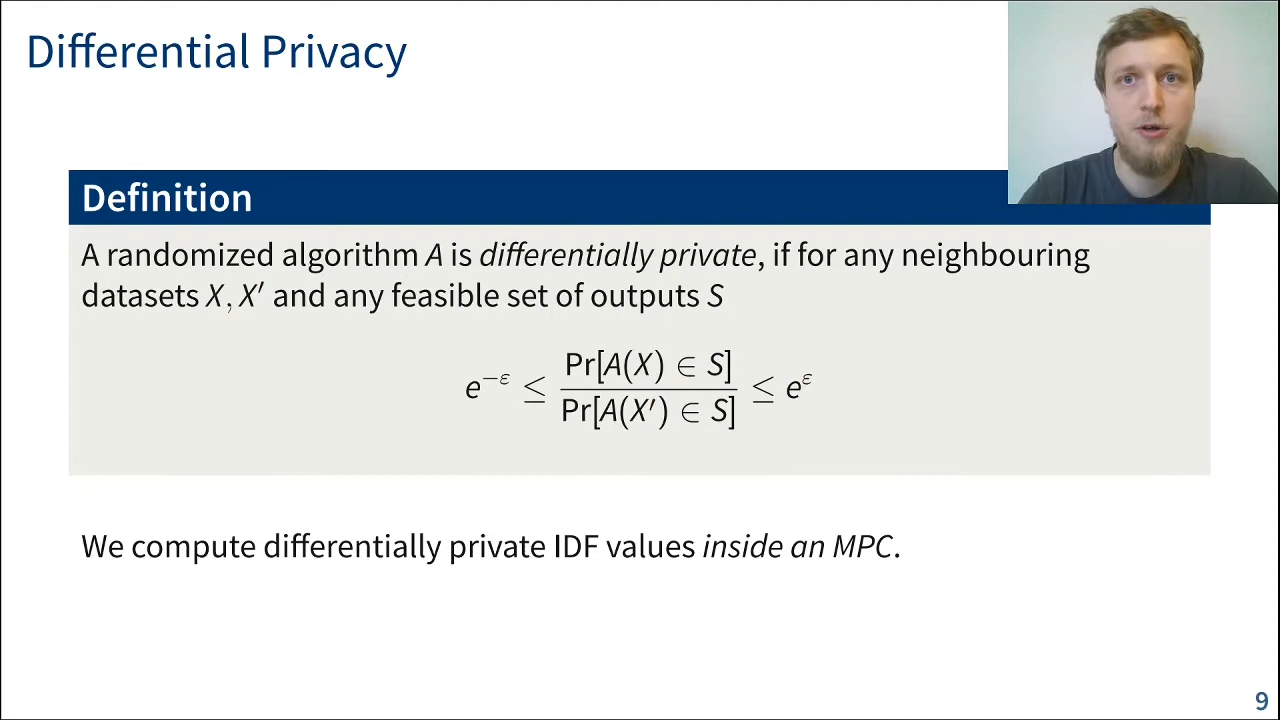 Differential Privacy
Definition
A randomized algorithm A is differentially private, if for any neighbouring
datasets X, X′ and any feasible set of outputs S
e^{−ε} ≤ Pr[A(X) ∈ S] / Pr[A(X′) ∈ S] ≤ e^{ε}
We compute differentially private IDF values inside an MPC.
9